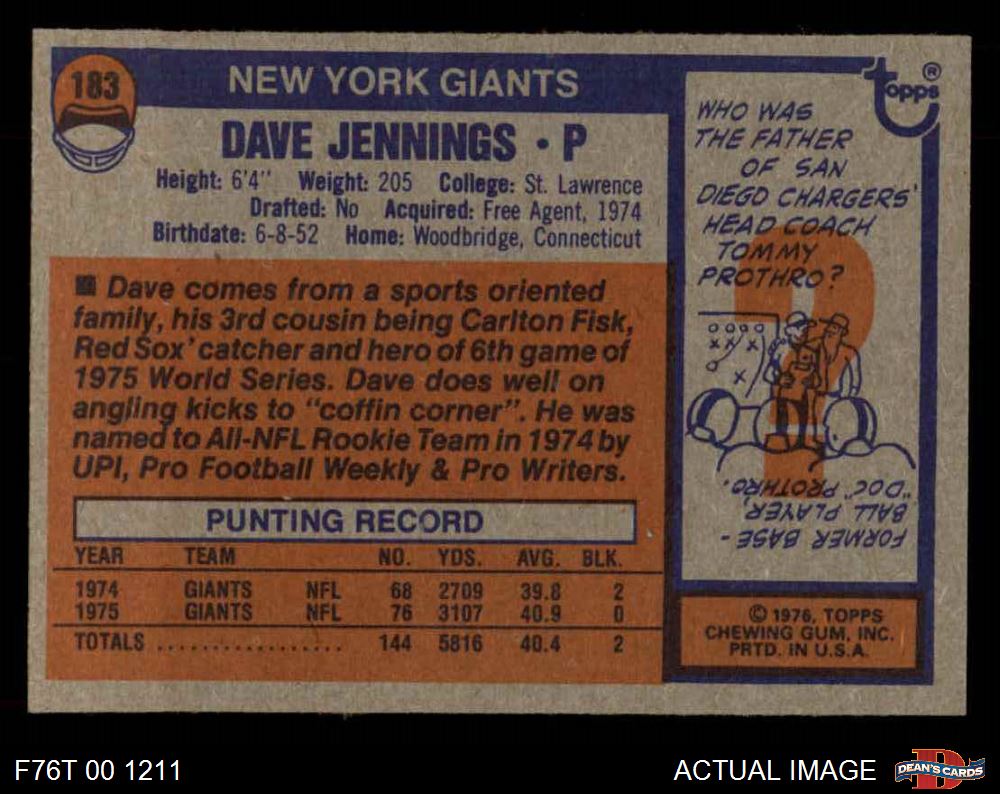 183
NEW YORK GIANTS
DAVE JENNINGS • P
Height: 6'4" Weight: 205 College: St. Lawrence
Drafted: No Acquired: Free Agent, 1974
Birthdate: 6-8-52 Home: Woodbridge, Connecticut
■ Dave comes from a sports oriented
family, his 3rd cousin being Carlton Fisk,
Red Sox' catcher and hero of 6th game of
1975 World Series. Dave does well on
angling kicks to "coffin corner". He was
named to All-NFL Rookie Team in 1974 by
UPI, Pro Football Weekly & Pro Writers.
PUNTING RECORD
YEAR TEAM NO. YDS. AVG. BLK.
1974 GIANTS NFL 68 2709 39.8 2
1975 GIANTS NFL 76 3107 40.9 0
TOTALS ................. 144 5816 40.4 2
topps®
WHO WAS
THE FATHER
OF SAN
DIEGO CHARGERS'
HEAD COACH
TOMMY
PROTHRO?
?
OOOO
XX XX
X
FORMER BASE-
BALL PLAYER,
"DOC" PROTHRO.
© 1976, TOPPS
CHEWING GUM, INC.
PRTD. IN U.S.A.
F76T 00 1211
ACTUAL IMAGE
D
DEAN'S CARDS